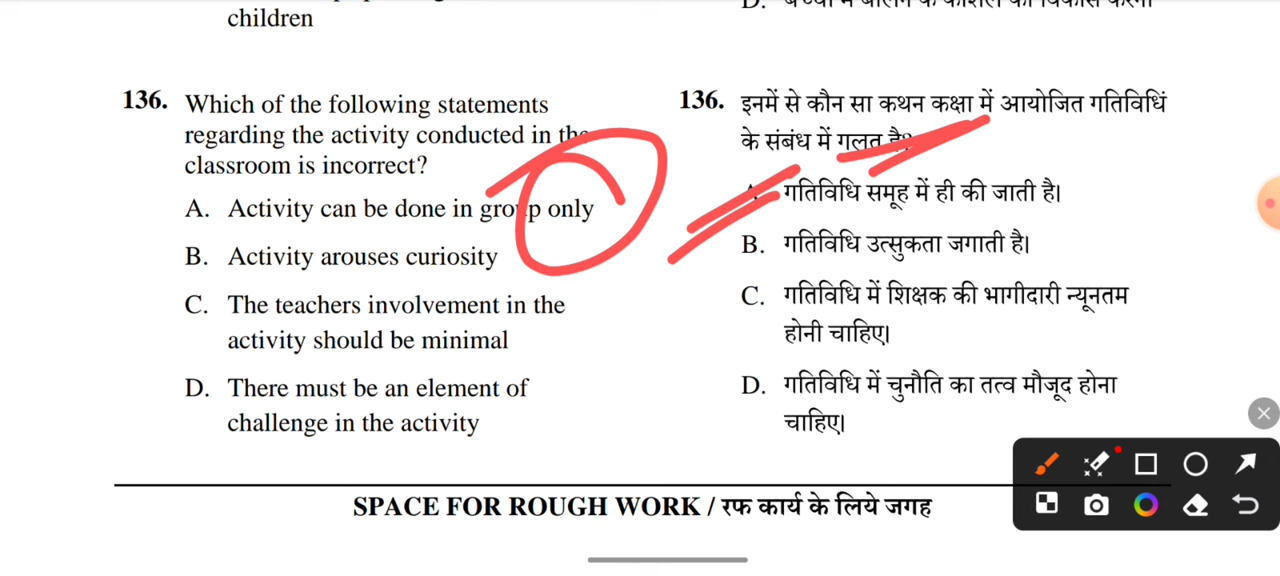 children
136. Which of the following statements
regarding the activity conducted in the
classroom is incorrect?
A. Activity can be done in group only
B. Activity arouses curiosity
C. The teachers involvement in the
activity should be minimal
D. There must be an element of
challenge in the activity
136. इनमें से कौन सा कथन कक्षा में आयोजित गतिविधिं
के संबंध में गलत है?
A. गतिविधि समूह में ही की जाती है।
B. गतिविधि उत्सुकता जगाती है।
C. गतिविधि में शिक्षक की भागीदारी न्यूनतम
होनी चाहिए।
D. गतिविधि में चुनौति का तत्व मौजूद होना
चाहिए।
SPACE FOR ROUGH WORK / रफ कार्य के लिये जगह